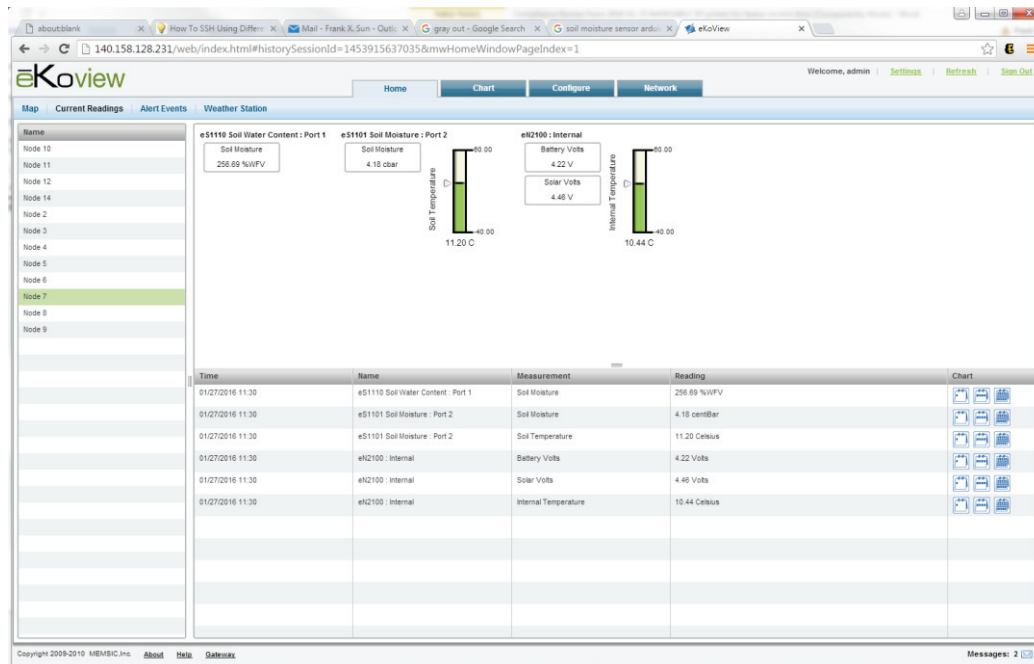 about:blank How To SSH Using Differ Mail - Frank X. Sun - Outl gray out - Google Search soil moisture sensor ardui eKoView
140.158.128.231/web/index.html#historySessionId=1453915637035&mwHomeWindowPageIndex=1
ēKoview Welcome, admin Settings Refresh Sign Out
Home Chart Configure Network
Map Current Readings Alert Events Weather Station
Name
Node 10
Node 11
Node 12
Node 14
Node 2
Node 3
Node 4
Node 5
Node 6
Node 7
Node 8
Node 9
eS1110 Soil Water Content : Port 1
Soil Moisture
256.69 %WFV
eS1101 Soil Moisture : Port 2
Soil Moisture
4.18 cbar
Soil Temperature
60.00
-40.00
11.20 C
eN2100 : Internal
Battery Volts
4.22 V
Solar Volts
4.46 V
Internal Temperature
60.00
-40.00
10.44 C
Time Name Measurement Reading Chart
01/27/2016 11:30 eS1110 Soil Water Content : Port 1 Soil Moisture 256.69 %WFV
01/27/2016 11:30 eS1101 Soil Moisture : Port 2 Soil Moisture 4.18 centiBar
01/27/2016 11:30 eS1101 Soil Moisture : Port 2 Soil Temperature 11.20 Celsius
01/27/2016 11:30 eN2100 : Internal Battery Volts 4.22 Volts
01/27/2016 11:30 eN2100 : Internal Solar Volts 4.46 Volts
01/27/2016 11:30 eN2100 : Internal Internal Temperature 10.44 Celsius
Copyright 2009-2010 MEMSIC,Inc. About Help Gateway Messages: 2